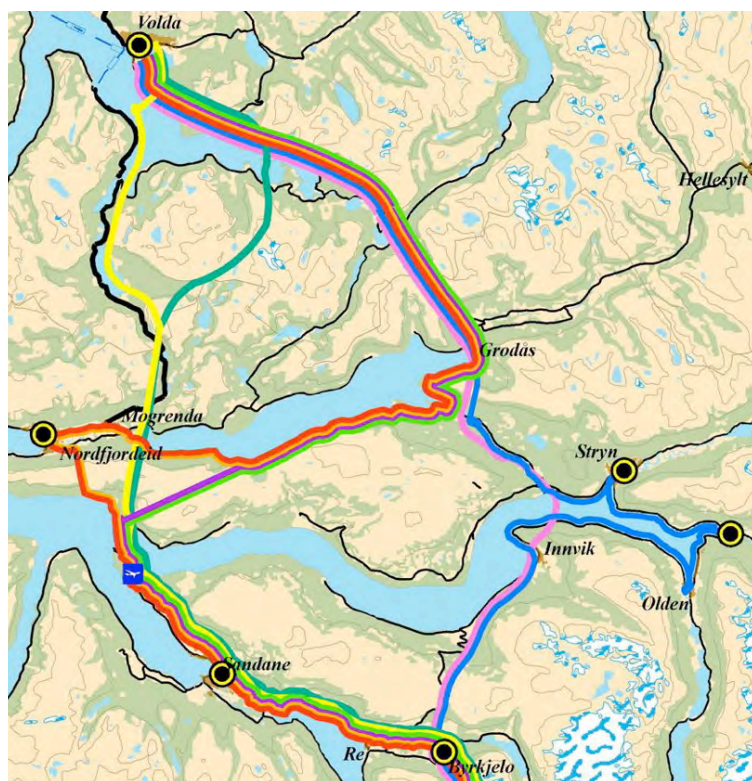 Volda
Hellesylt
Grodås
Mogrenda
Nordfjordeid
Stryn
Innvik
Olden
Sandane
Re
Byrkjelo